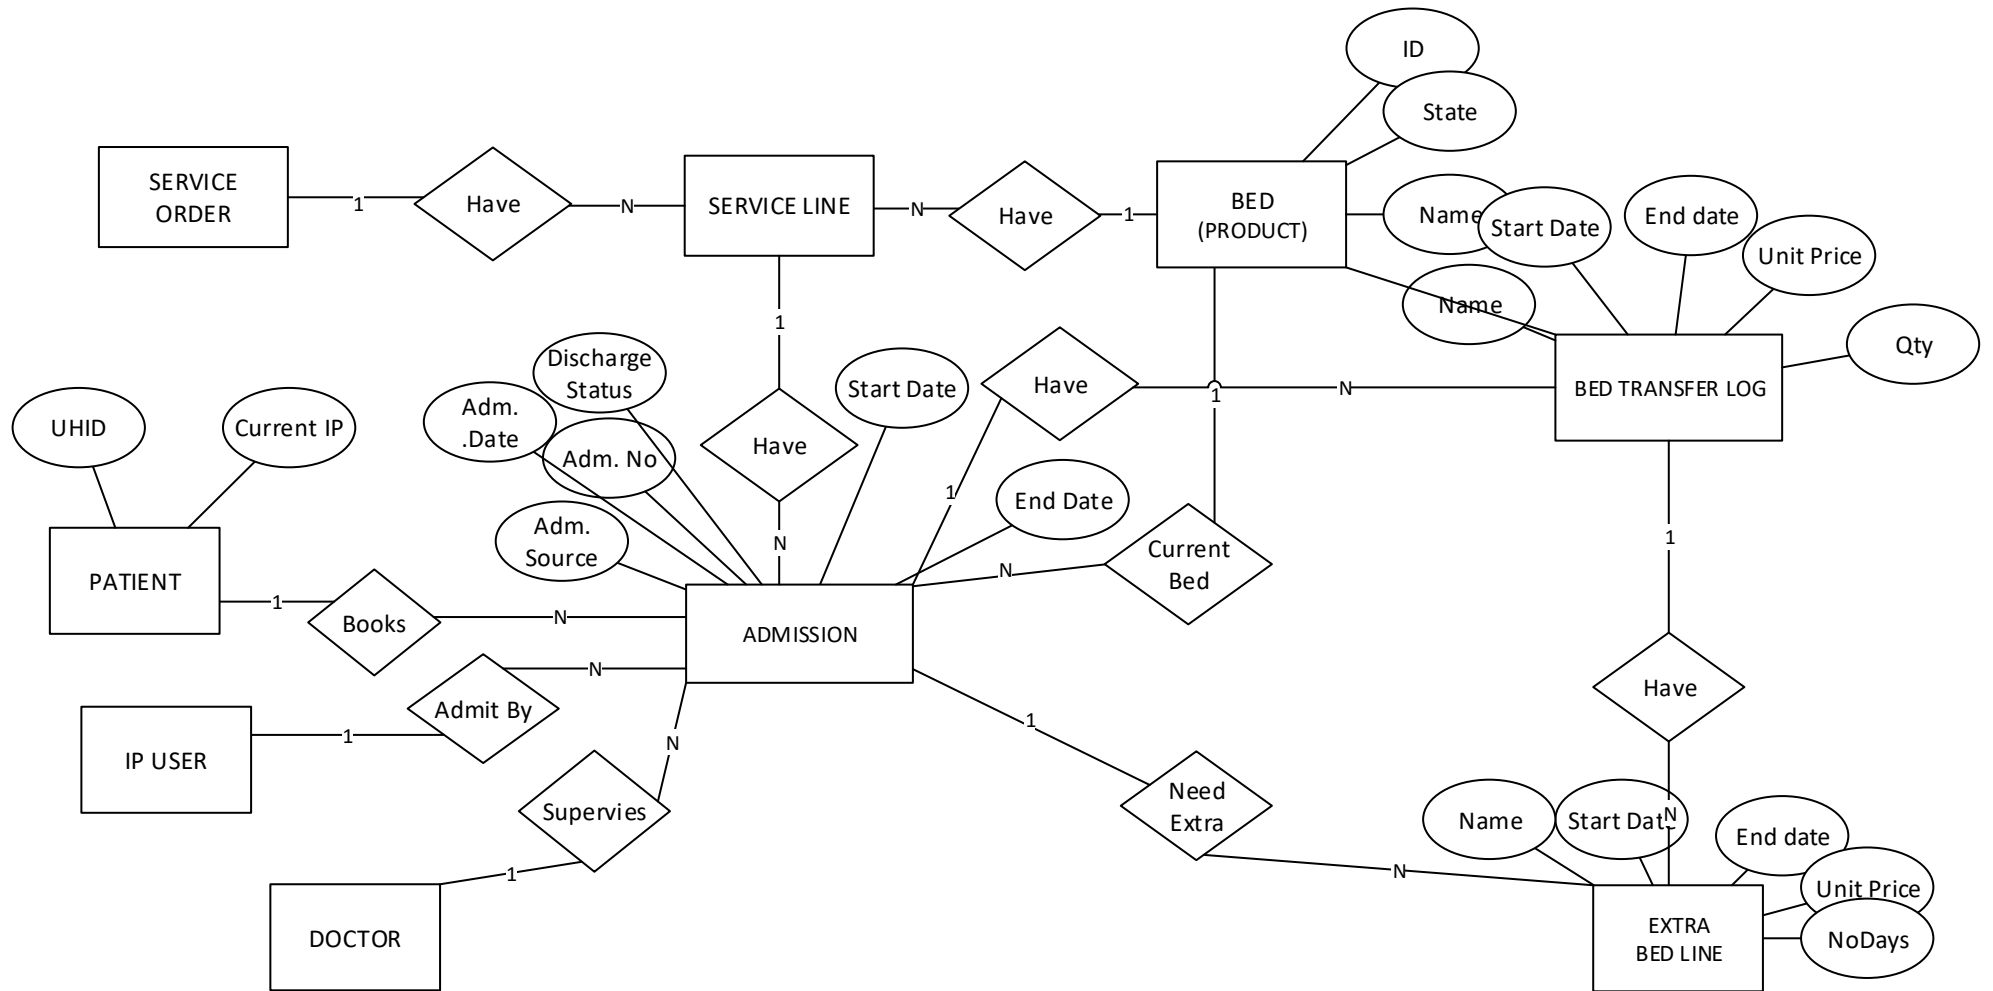 ID
State
SERVICE
ORDER
1
Have
N
SERVICE LINE
N
Have
1
BED
(PRODUCT)
Name
Start Date
End date
Unit Price
Name
Qty
1
Discharge
Status
Start Date
Have
1
N
BED TRANSFER LOG
Adm.
.Date
UHID
Current IP
Have
Adm. No
1
End Date
Adm.
Source
N
N
Current
Bed
1
PATIENT
1
Books
N
ADMISSION
N
Admit By
1
IP USER
N
Have
1
Supervies
Need
Extra
1
DOCTOR
N
Name
Start Date
N
End date
Unit Price
EXTRA
BED LINE
NoDays